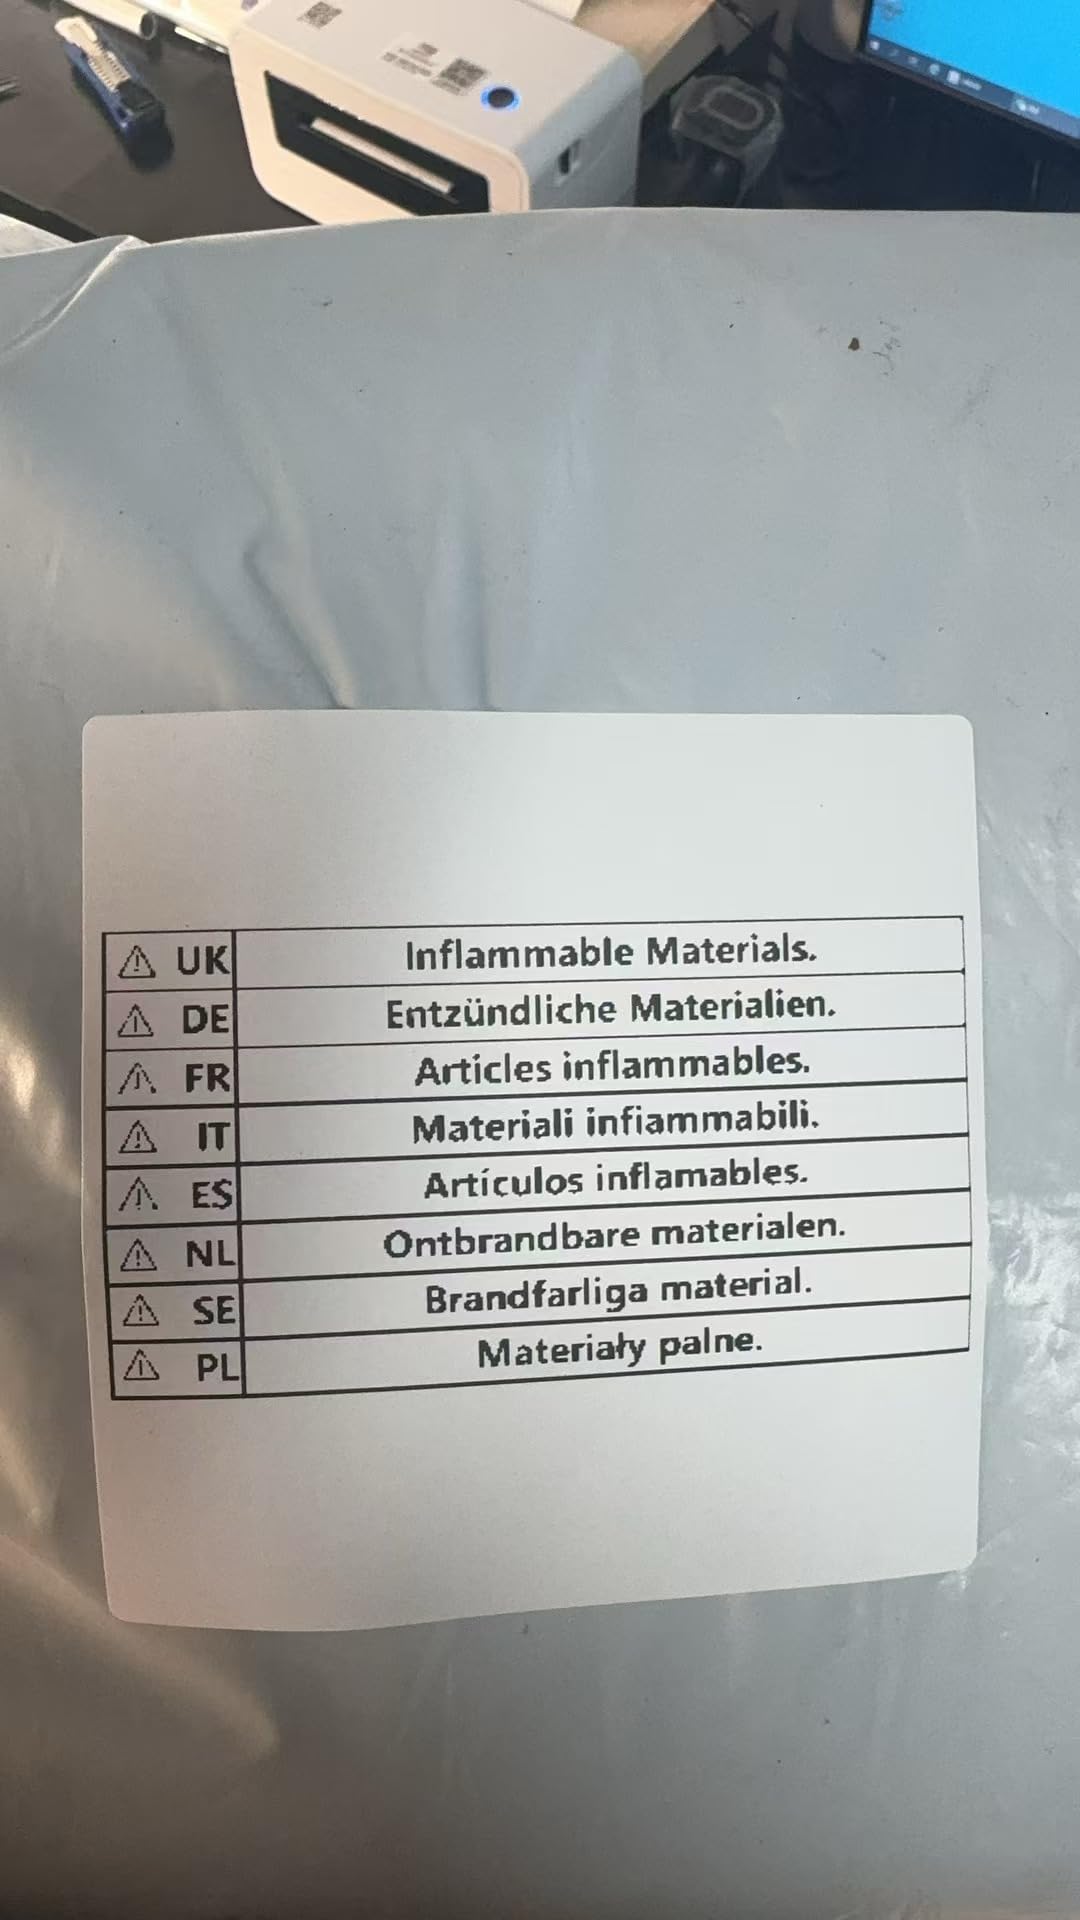 UK Inflammable Materials.
DE Entzündliche Materialien.
FR Articles inflammables.
IT Materiali infiammabili.
ES Artículos inflamables.
NL Ontbrandbare materialen.
SE Brandfarliga material.
PL Materiały palne.